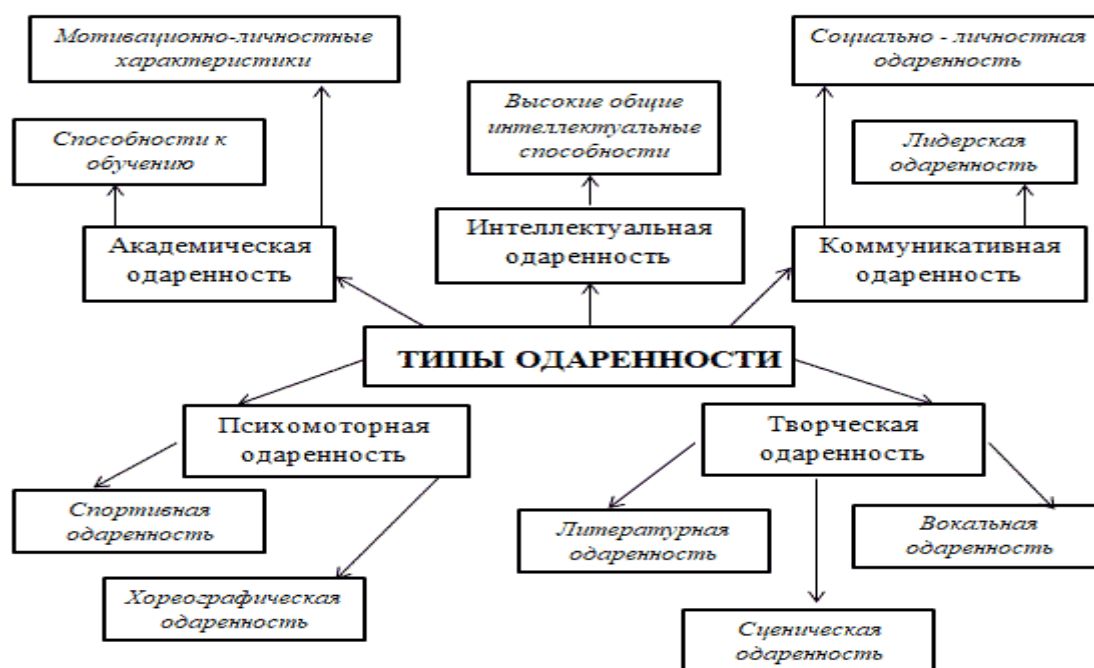 Мотивационно-личностные
характеристики
Социально - личностная
одаренность
Высокие общие
интеллектуальные
способности
Способности к
обучению
Лидерская
одаренность
Академическая
одаренность
Интеллектуальная
одаренность
Коммуникативная
одаренность
ТИПЫ ОДАРЕННОСТИ
Психомоторная
одаренность
Творческая
одаренность
Спортивная
одаренность
Литературная
одаренность
Вокальная
одаренность
Хореографическая
одаренность
Сценическая
одаренность